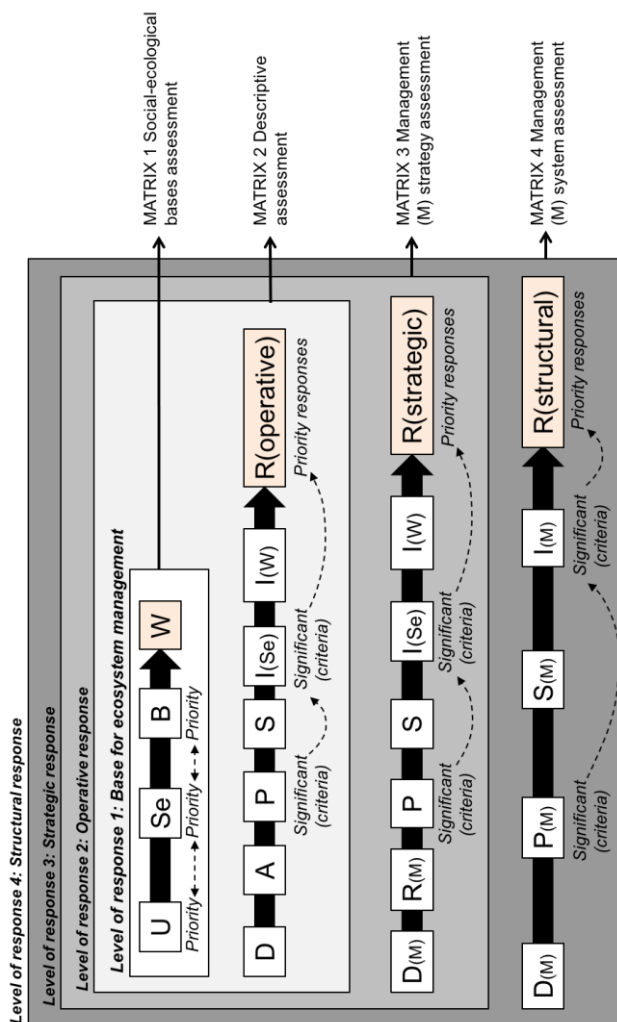 Level of response 4: Structural response
Level of response 3: Strategic response
Level of response 2: Operative response
Level of response 1: Base for ecosystem management
U
Se
B
W
Priority
Priority
Priority
MATRIX 1 Social-ecological
bases assessment
D
A
P
S
I(Se)
I(W)
R(operative)
Significant
(criteria)
Significant
(criteria)
Priority responses
MATRIX 2 Descriptive
assessment
D(M)
R(M)
P
S
I(Se)
I(W)
R(strategic)
Significant
(criteria)
Significant
(criteria)
Priority responses
MATRIX 3 Management
(M) strategy assessment
D(M)
P(M)
S(M)
I(M)
R(structural)
Significant
(criteria)
Significant
(criteria)
Priority responses
MATRIX 4 Management
(M) system assessment